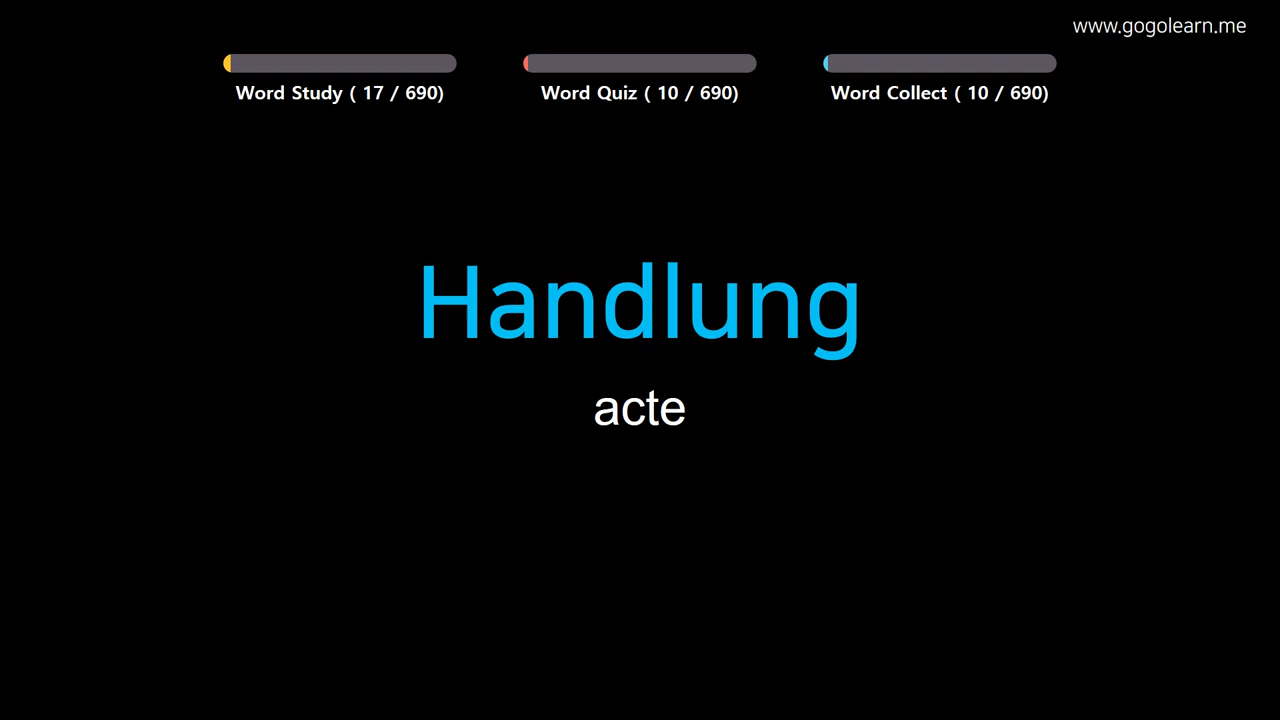 www.gogolearn.me
Word Study ( 17 / 690)
Word Quiz ( 10 / 690)
Word Collect ( 10 / 690)
Handlung
acte